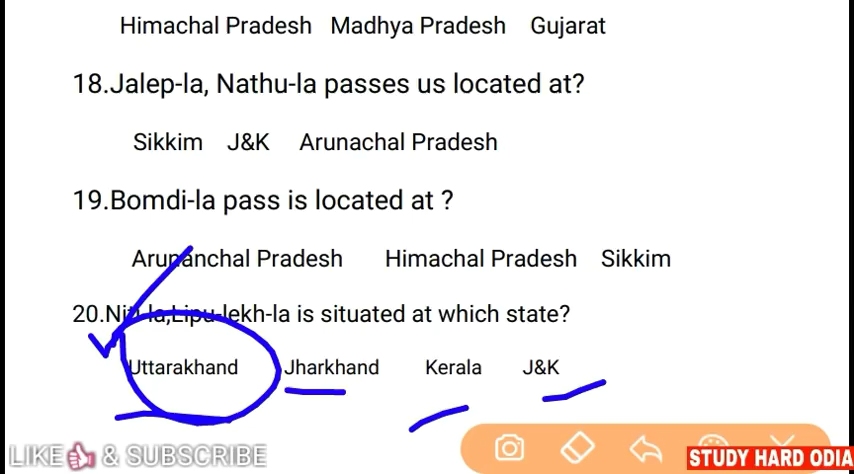 Himachal Pradesh Madhya Pradesh Gujarat
18.Jalep-la, Nathu-la passes us located at?
Sikkim J&K Arunachal Pradesh
19.Bomdi-la pass is located at ?
Arunanchal Pradesh Himachal Pradesh Sikkim
20.Niti-la,Lipu-lekh-la is situated at which state?
Uttarakhand Jharkhand Kerala J&K
LIKE & SUBSCRIBE
STUDY HARD ODIA